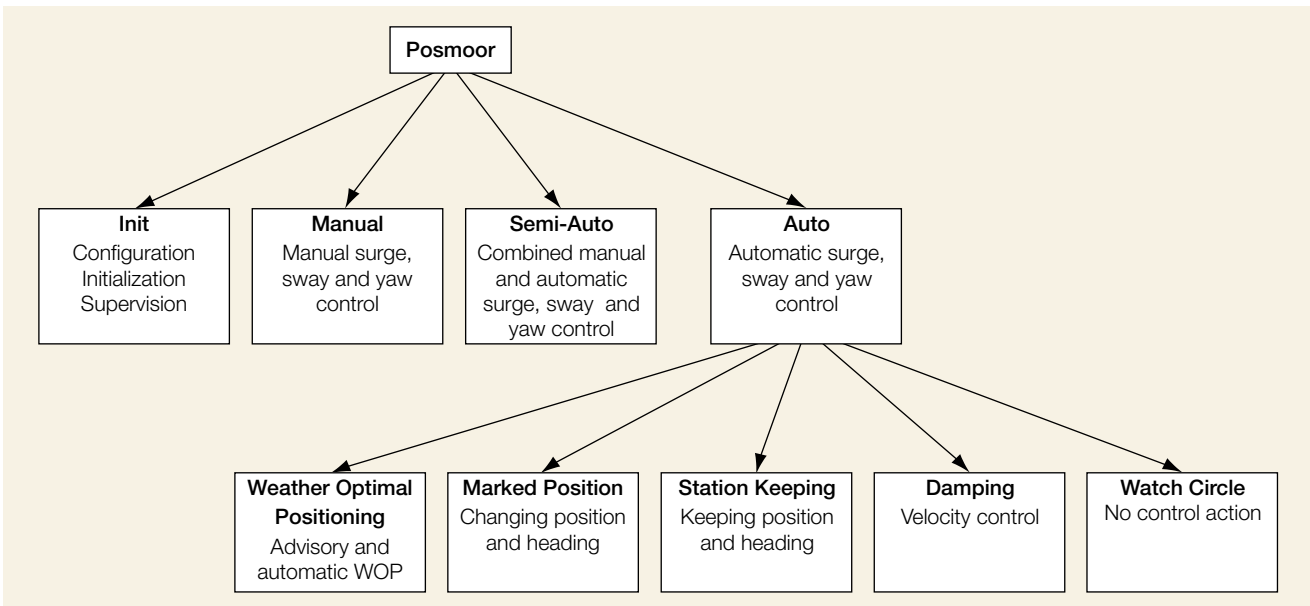 Posmoor
Init
Configuration
Initialization
Supervision
Manual
Manual surge,
sway and yaw
control
Semi-Auto
Combined manual
and automatic
surge, sway and
yaw control
Auto
Automatic surge,
sway and yaw
control
Weather Optimal
Positioning
Advisory and
automatic WOP
Marked Position
Changing position
and heading
Station Keeping
Keeping position
and heading
Damping
Velocity control
Watch Circle
No control action